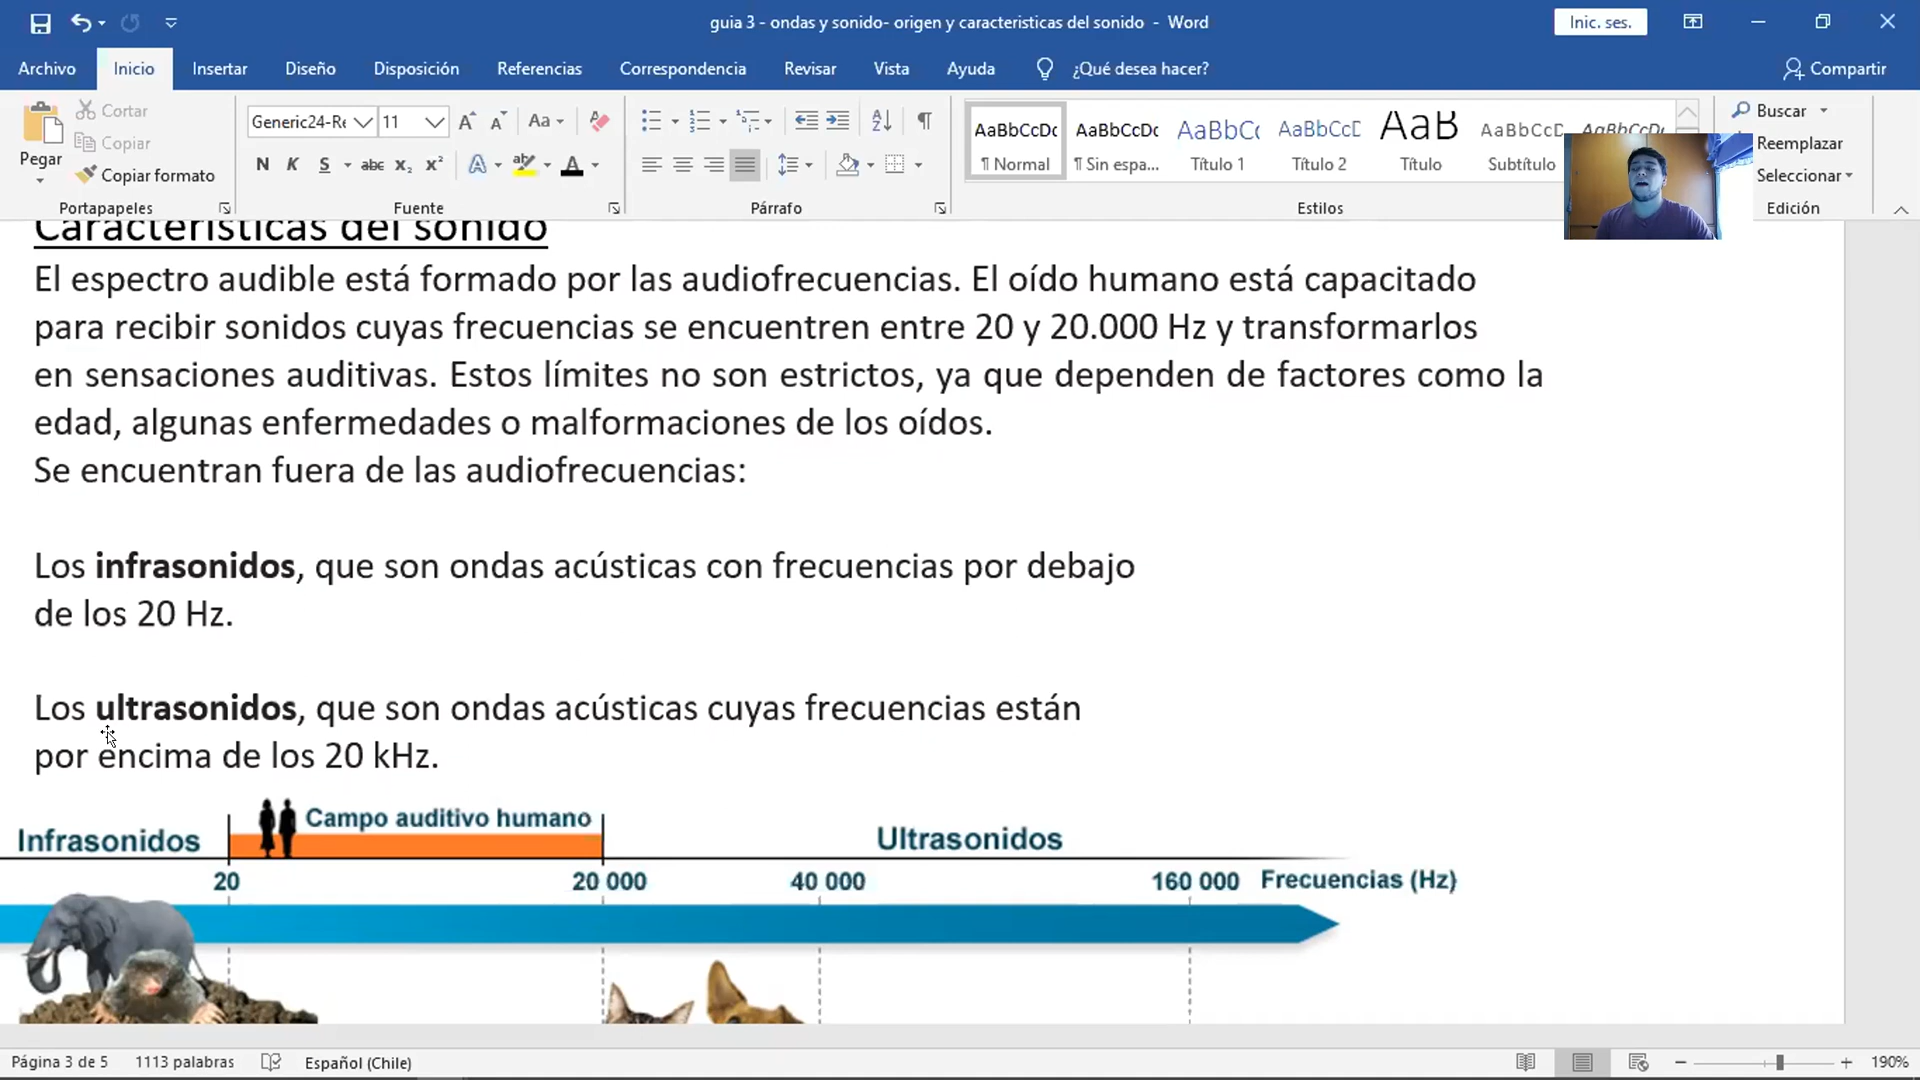 guia 3 - ondas y sonido- origen y caracteristicas del sonido - Word
Inic. ses.
Archivo Inicio Insertar Diseño Disposición Referencias Correspondencia Revisar Vista Ayuda ¿Qué desea hacer? Compartir
Pegar
Cortar
Copiar
Copiar formato
Portapapeles
Generic24-Re 11
Aa
N K S abc x₂ x²
A A
Fuente
Párrafo
AaBbCcDc AaBbCcDc AaBbCc AaBbCcD AaB AaBbCcD AaBbCcDc
¶ Normal ¶ Sin espa... Título 1 Título 2 Título Subtítulo
Estilos
Buscar
Reemplazar
Seleccionar
Edición
Características del sonido
El espectro audible está formado por las audiofrecuencias. El oído humano está capacitado
para recibir sonidos cuyas frecuencias se encuentren entre 20 y 20.000 Hz y transformarlos
en sensaciones auditivas. Estos límites no son estrictos, ya que dependen de factores como la
edad, algunas enfermedades o malformaciones de los oídos.
Se encuentran fuera de las audiofrecuencias:
Los infrasonidos, que son ondas acústicas con frecuencias por debajo
de los 20 Hz.
Los ultrasonidos, que son ondas acústicas cuyas frecuencias están
por encima de los 20 kHz.
Infrasonidos Campo auditivo humano Ultrasonidos
20 20 000 40 000 160 000 Frecuencias (Hz)
Página 3 de 5 1113 palabras Español (Chile) 190%